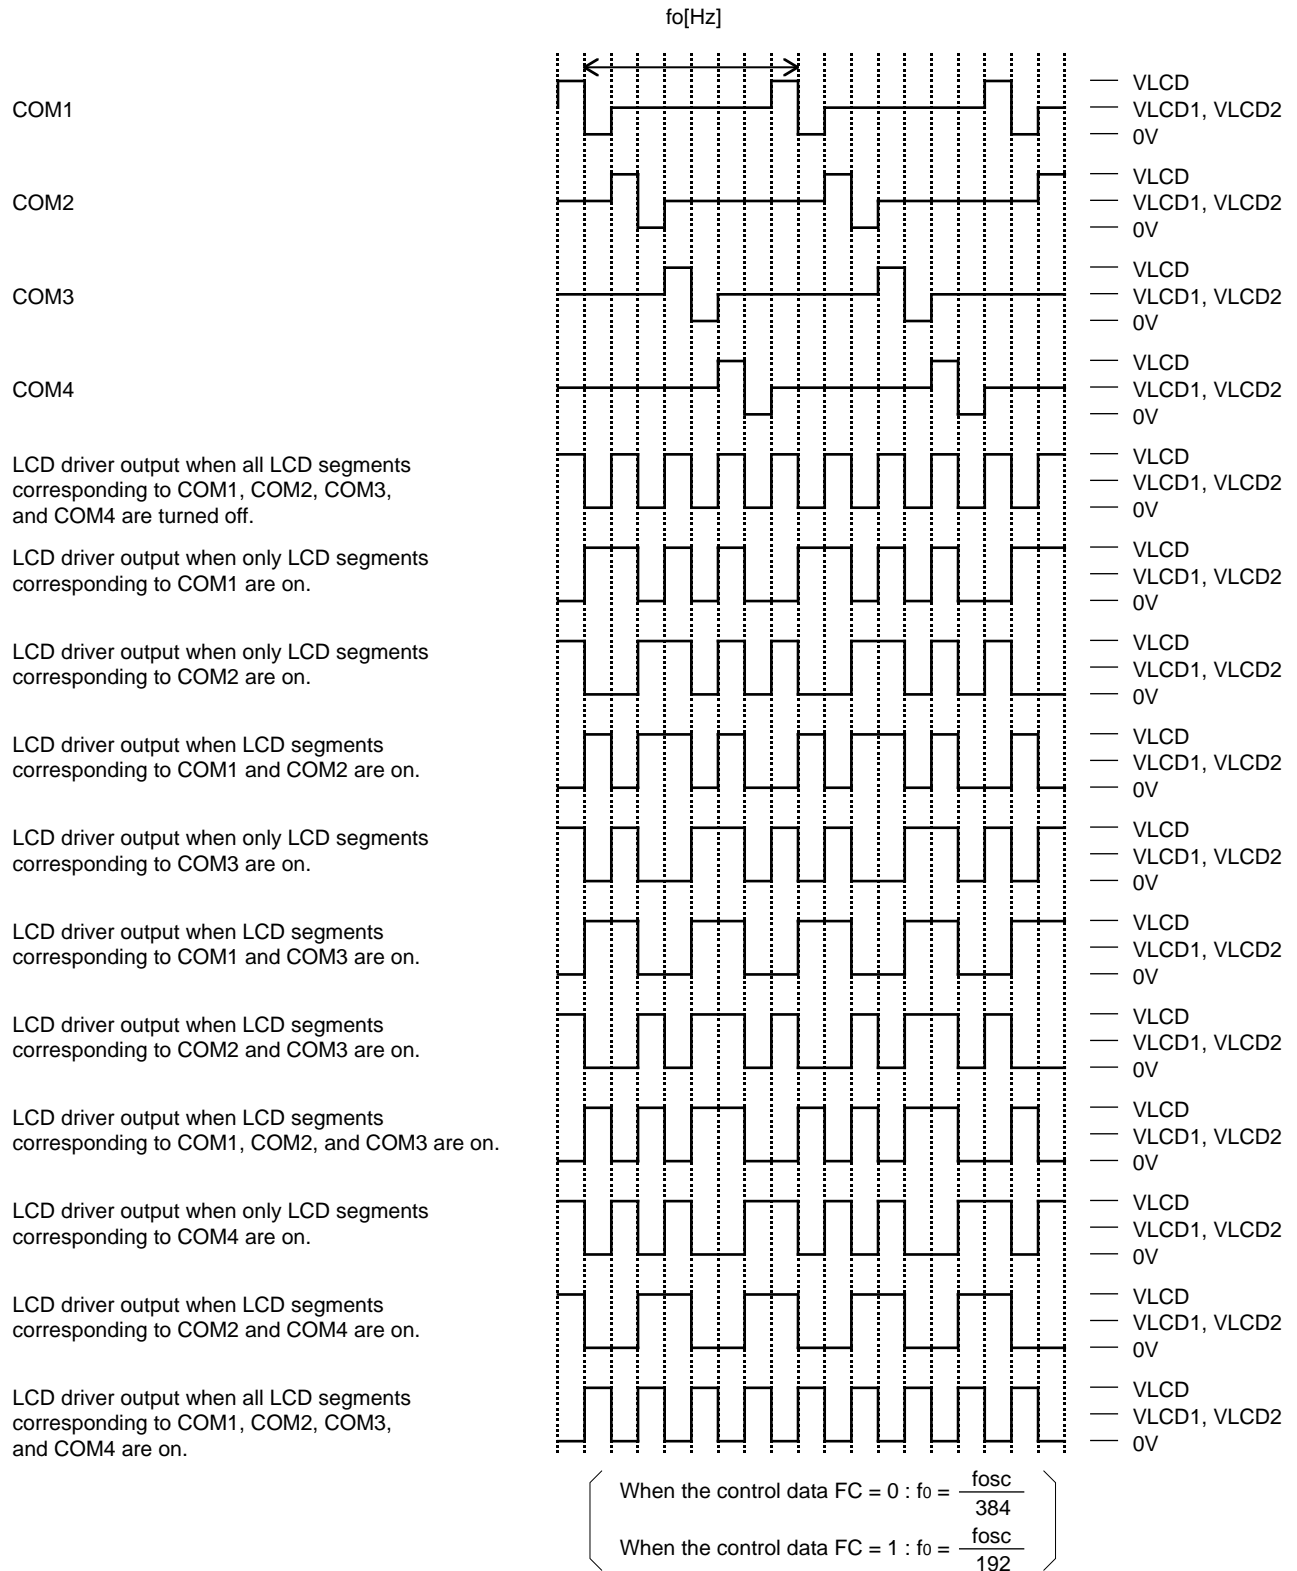 fo[Hz]
COM1
VLCD
VLCD1, VLCD2
0V
COM2
VLCD
VLCD1, VLCD2
0V
COM3
VLCD
VLCD1, VLCD2
0V
COM4
VLCD
VLCD1, VLCD2
0V
LCD driver output when all LCD segments
corresponding to COM1, COM2, COM3,
and COM4 are turned off.
VLCD
VLCD1, VLCD2
0V
LCD driver output when only LCD segments
corresponding to COM1 are on.
VLCD
VLCD1, VLCD2
0V
LCD driver output when only LCD segments
corresponding to COM2 are on.
VLCD
VLCD1, VLCD2
0V
LCD driver output when LCD segments
corresponding to COM1 and COM2 are on.
VLCD
VLCD1, VLCD2
0V
LCD driver output when only LCD segments
corresponding to COM3 are on.
VLCD
VLCD1, VLCD2
0V
LCD driver output when LCD segments
corresponding to COM1 and COM3 are on.
VLCD
VLCD1, VLCD2
0V
LCD driver output when LCD segments
corresponding to COM2 and COM3 are on.
VLCD
VLCD1, VLCD2
0V
LCD driver output when LCD segments
corresponding to COM1, COM2, and COM3 are on.
VLCD
VLCD1, VLCD2
0V
LCD driver output when only LCD segments
corresponding to COM4 are on.
VLCD
VLCD1, VLCD2
0V
LCD driver output when LCD segments
corresponding to COM2 and COM4 are on.
VLCD
VLCD1, VLCD2
0V
LCD driver output when all LCD segments
corresponding to COM1, COM2, COM3,
and COM4 are on.
VLCD
VLCD1, VLCD2
0V
When the control data FC = 0 : f0 = fosc
384
When the control data FC = 1 : f0 = fosc
192